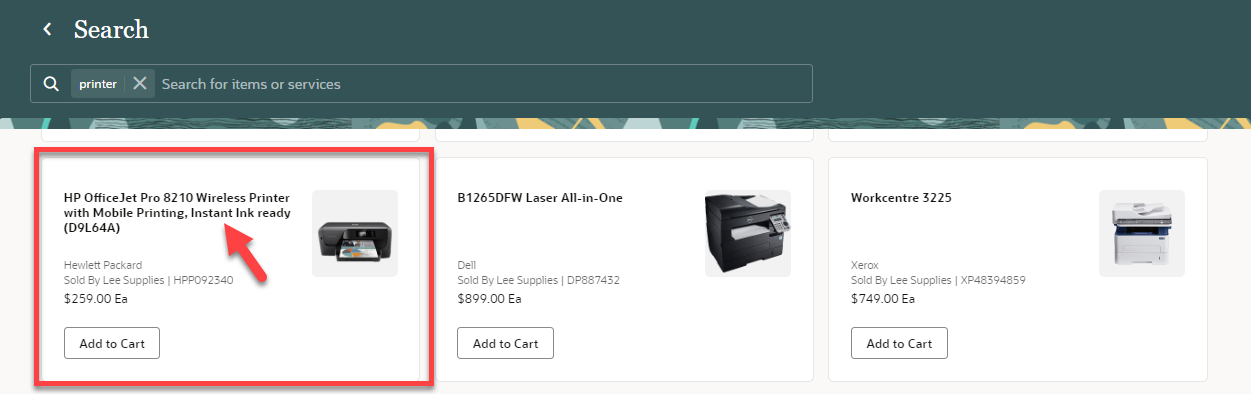 Search
printer
Search for items or services
HP OfficeJet Pro 8210 Wireless Printer
with Mobile Printing, Instant Ink ready
(D9L64A)
Hewlett Packard
Sold By Lee Supplies | HPP092340
$259.00 Ea
Add to Cart
B1265DFW Laser All-in-One
Dell
Sold By Lee Supplies | DP887432
$899.00 Ea
Add to Cart
Workcentre 3225
Xerox
Sold By Lee Supplies | XP48394859
$749.00 Ea
Add to Cart